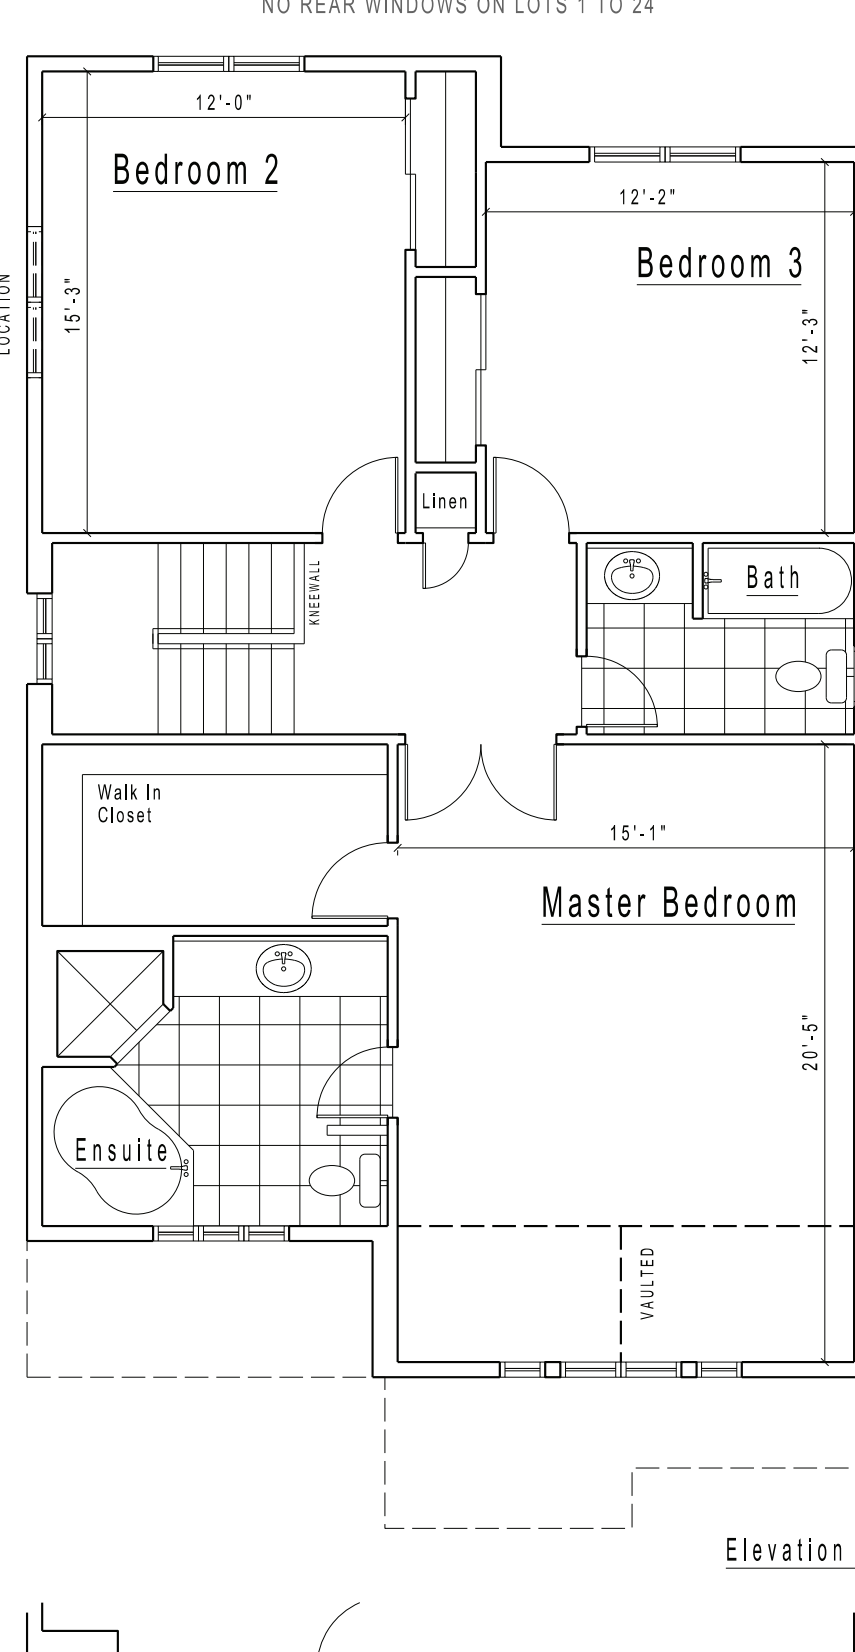 NO REAR WINDOWS ON LOTS 1 TO 24
12'-0"
Bedroom 2
12'-2"
Bedroom 3
LOCATION
15'-3"
12'-3"
Linen
KNEEWALL
Bath
Walk In
Closet
15'-1"
Master Bedroom
20'-5"
Ensuite
VAULTED
Elevation